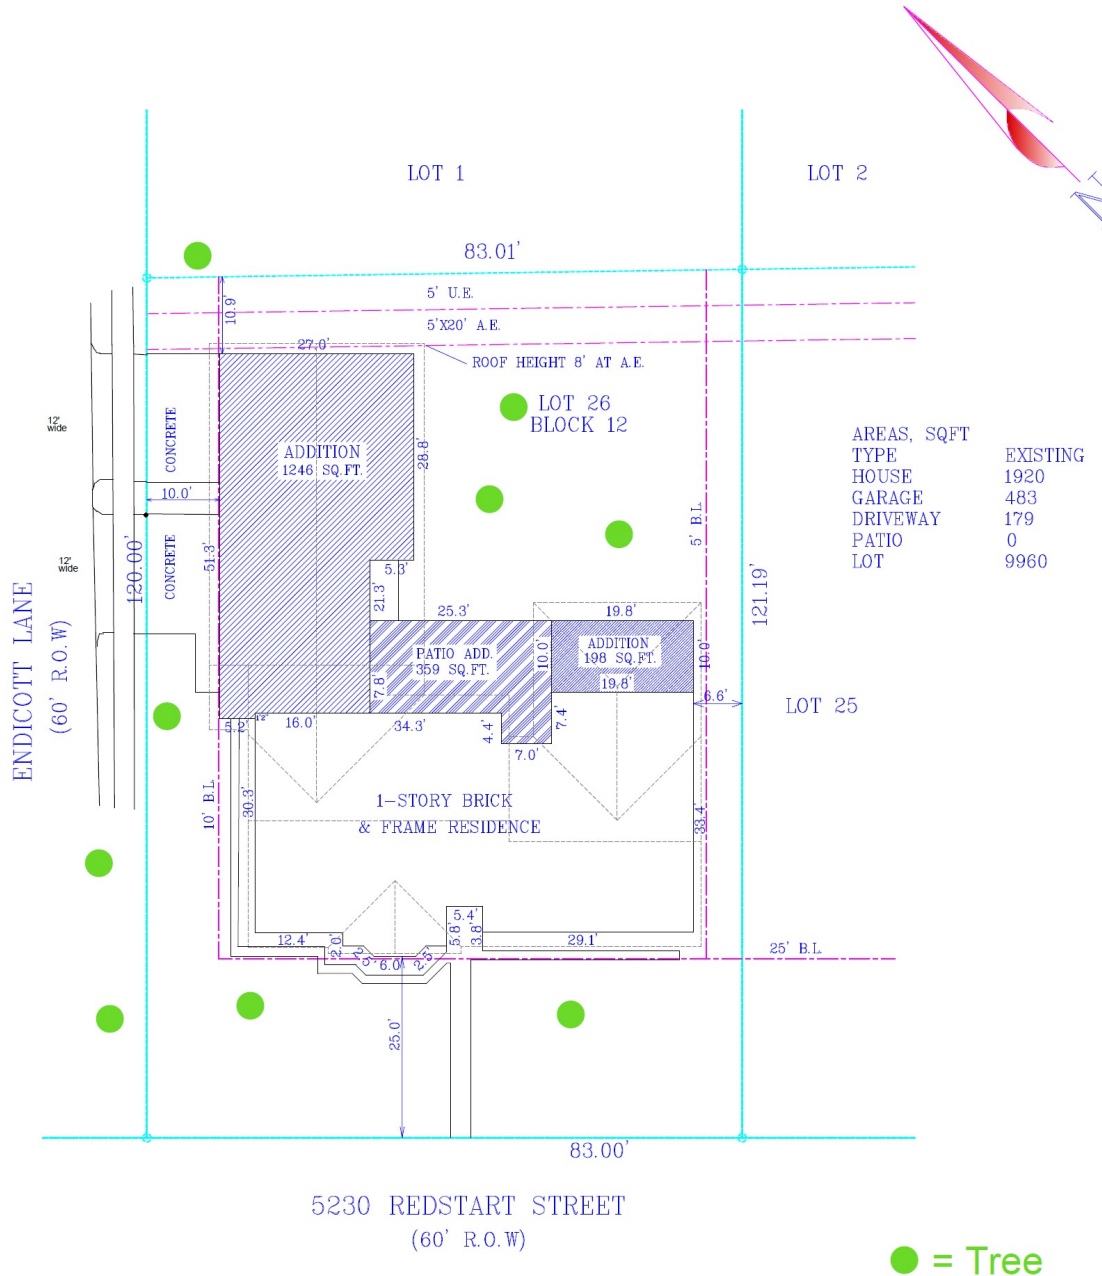 LOT 1
LOT 2
83.01'
5' U.E.
10.9'
5'X20' A.E.
27.0'
ROOF HEIGHT 8' AT A.E.
LOT 26
BLOCK 12
12'
wide
CONCRETE
ADDITION
1246 SQ.FT.
28.8'
AREAS, SQFT
TYPE EXISTING
HOUSE 1920
GARAGE 483
DRIVEWAY 179
PATIO 0
LOT 9960
10.0'
120.00'
5' B.L.
12'
wide
CONCRETE
51.3'
5.3'
21.3'
121.19'
ENDICOTT LANE
(60' R.O.W)
25.3'
19.8'
PATIO ADD.
359 SQ.FT.
10.0'
ADDITION
198 SQ.FT.
10.0'
7.8'
19.8'
6.6'
LOT 25
12'
16.0'
34.3'
4.4'
7.4'
7.0'
10' B.L.
30.3'
1-STORY BRICK
& FRAME RESIDENCE
33.4'
5.4'
12.4'
2.0'
2.5'
6.0'
2.5'
5.8'
3.8'
29.1'
25' B.L.
25.0'
83.00'
5230 REDSTART STREET
(60' R.O.W)
= Tree